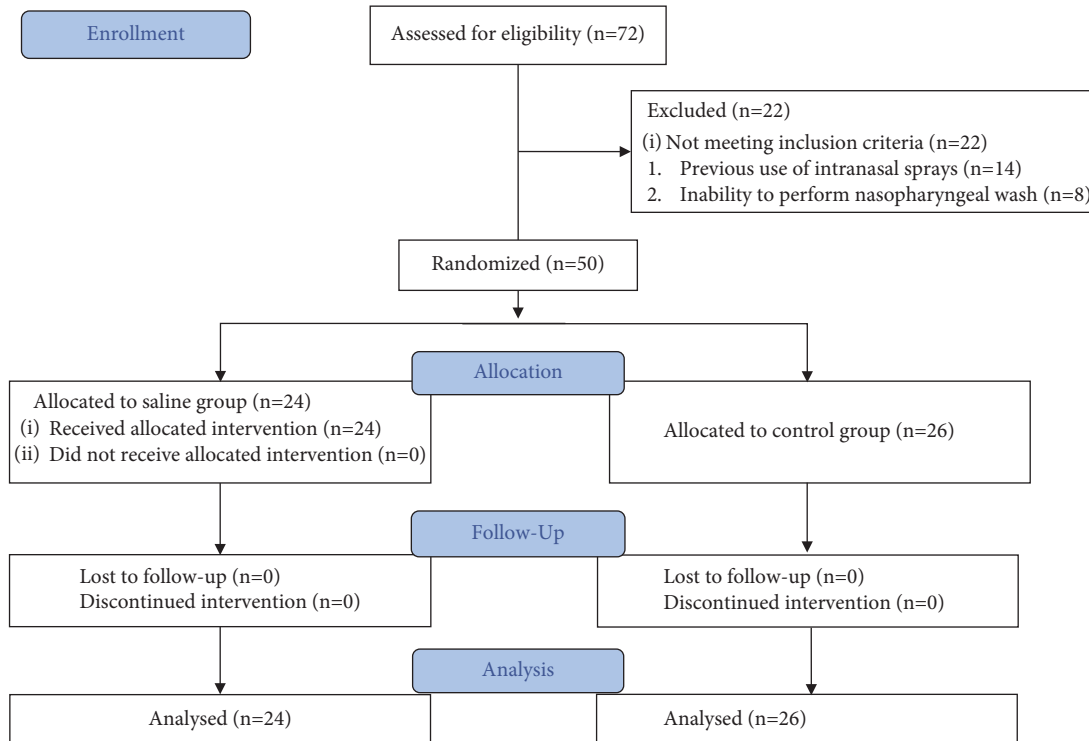 Enrollment
Assessed for eligibility (n=72)
Excluded (n=22)
(i) Not meeting inclusion criteria (n=22)
1. Previous use of intranasal sprays (n=14)
2. Inability to perform nasopharyngeal wash (n=8)
Randomized (n=50)
Allocation
Allocated to saline group (n=24)
(i) Received allocated intervention (n=24)
(ii) Did not receive allocated intervention (n=0)
Allocated to control group (n=26)
Follow-Up
Lost to follow-up (n=0)
Discontinued intervention (n=0)
Lost to follow-up (n=0)
Discontinued intervention (n=0)
Analysis
Analysed (n=24)
Analysed (n=26)